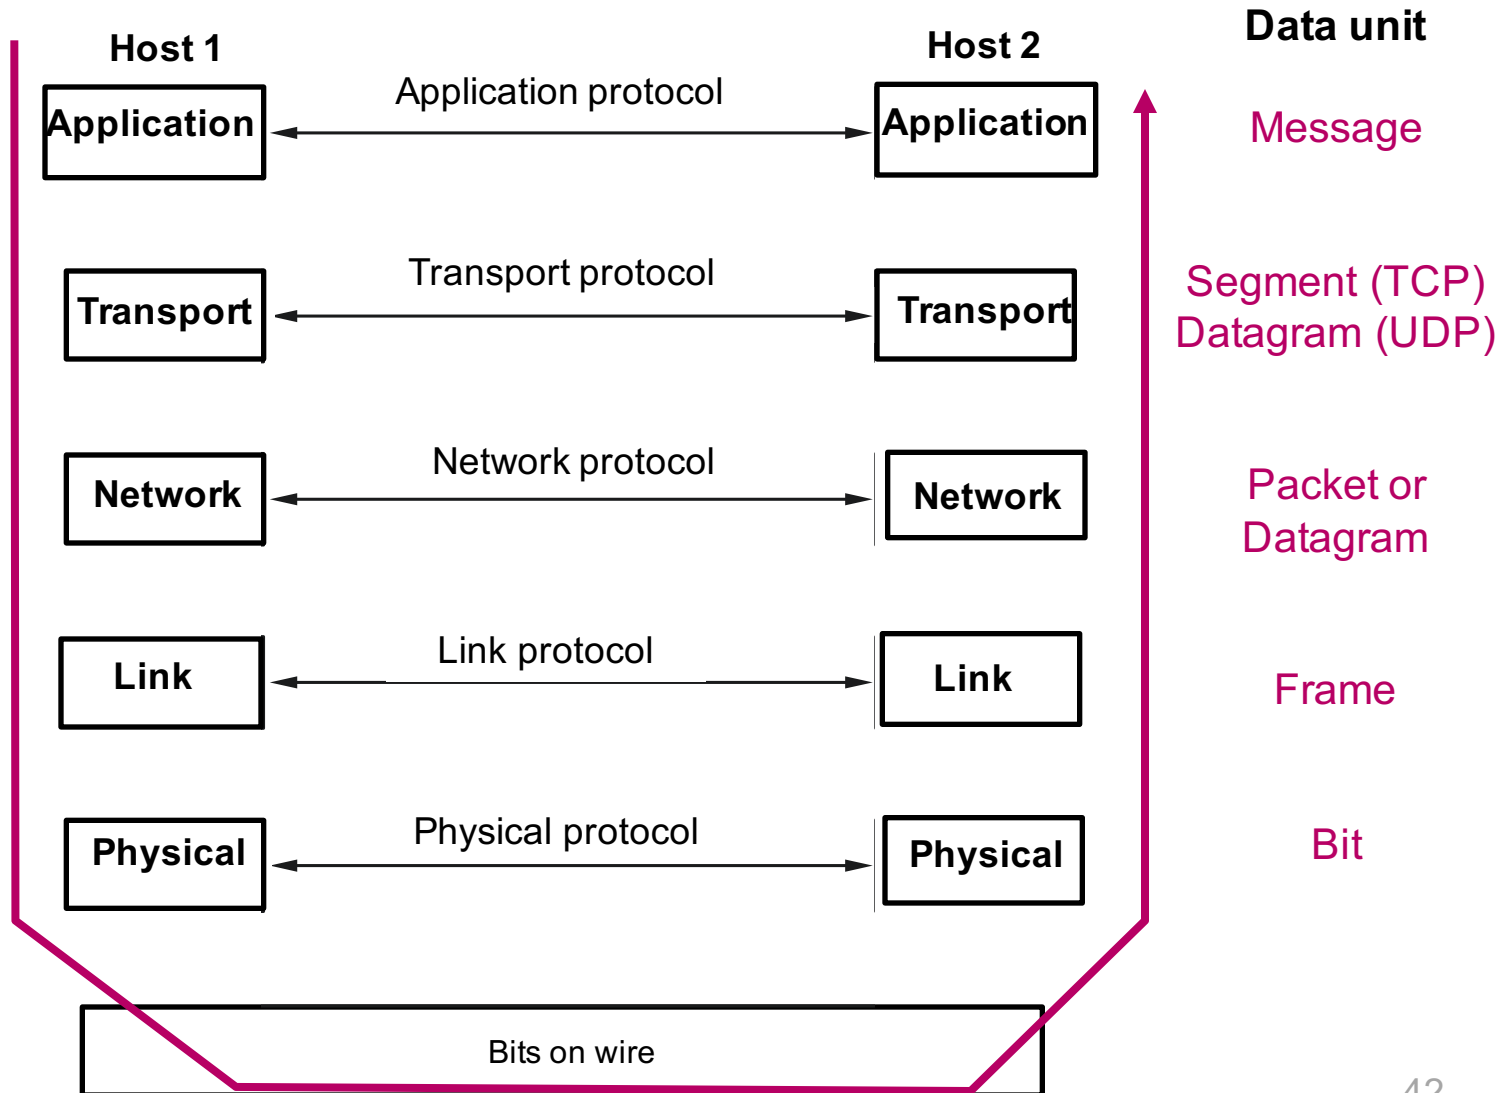 Data unit
Host 1
Host 2
Application protocol
Application
Application
Message
Transport protocol
Transport
Transport
Segment (TCP)
Datagram (UDP)
Network protocol
Network
Network
Packet or
Datagram
Link protocol
Link
Link
Frame
Physical protocol
Physical
Physical
Bit
Bits on wire
42